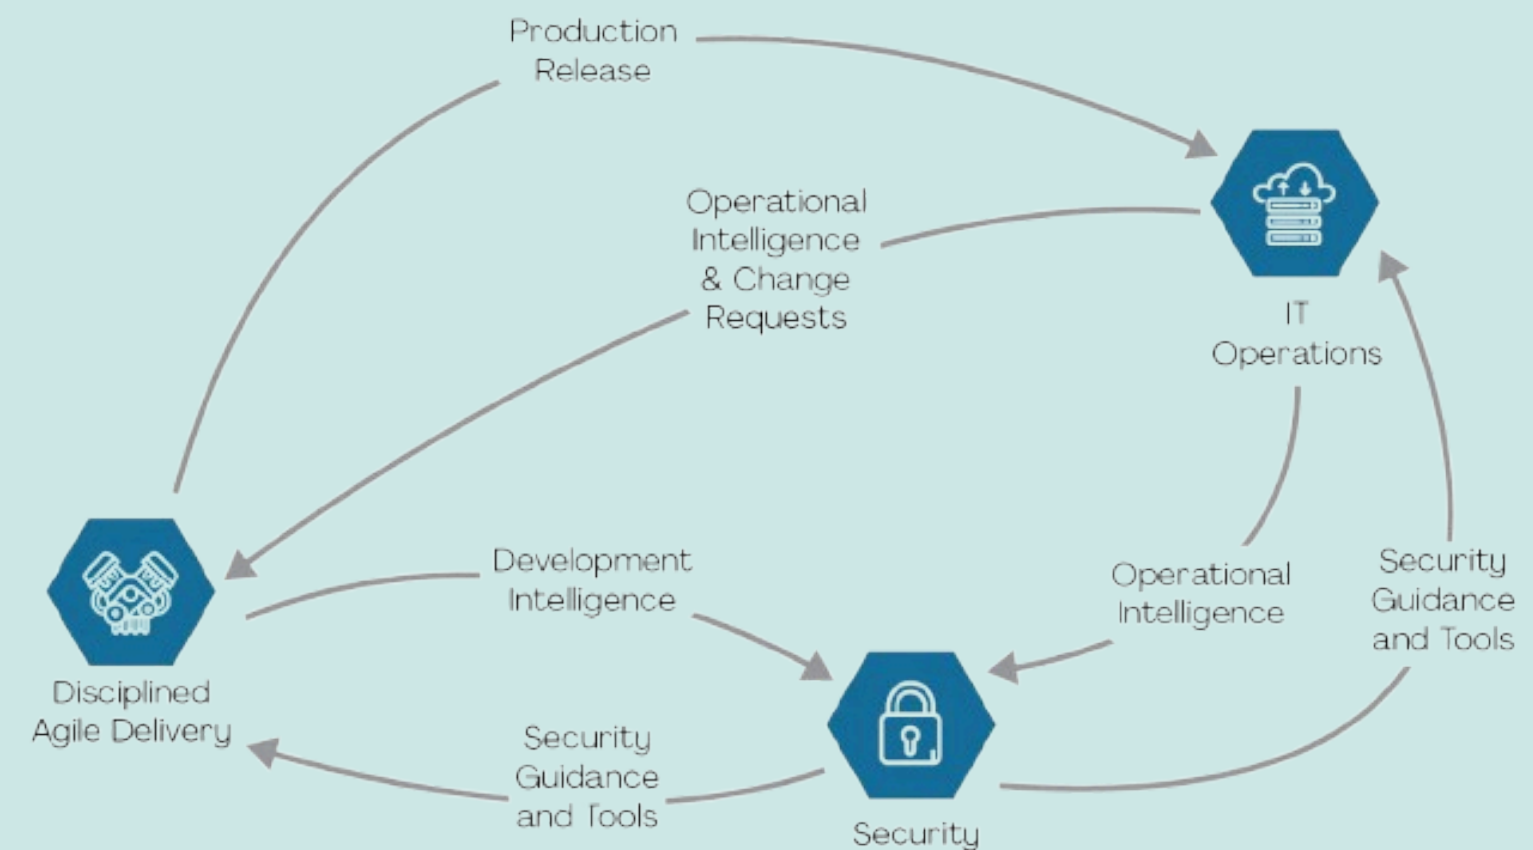 Production
Release
Operational
Intelligence
& Change
Requests
IT
Operations
Development
Intelligence
Operational
Intelligence
Security
Guidance
and Tools
Disciplined
Agile Delivery
Security
Guidance
and Tools
Security